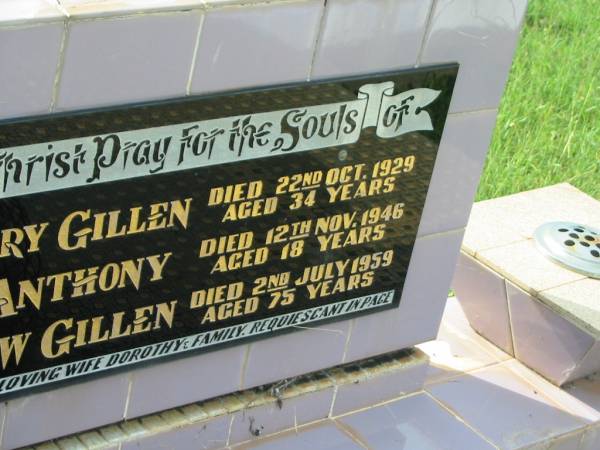 Christ Pray for the Souls of
RY GILLEN DIED 22ND OCT. 1929
AGED 34 YEARS
ANTHONY DIED 12TH NOV. 1946
AGED 18 YEARS
W GILLEN DIED 2ND JULY 1959
AGED 75 YEARS
LOVING WIFE DOROTHY & FAMILY. REQUIESCANT IN PACE